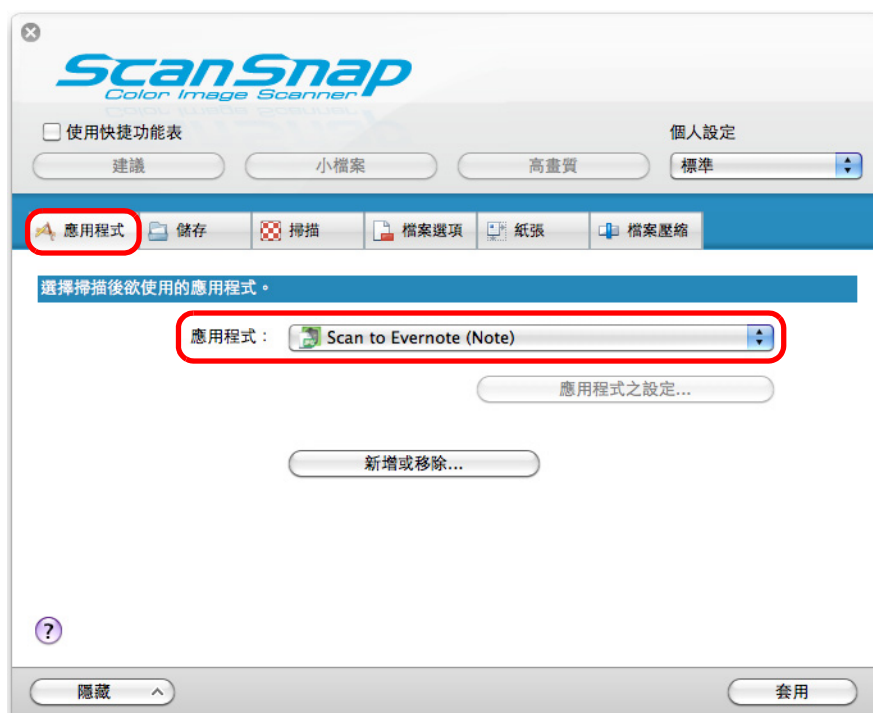 ScanSnap
Color Image Scanner
使用快捷功能表
個人設定
建議
小檔案
高畫質
標準
應用程式
儲存
掃描
檔案選項
紙張
檔案壓縮
選擇掃描後欲使用的應用程式。
應用程式：
Scan to Evernote (Note)
應用程式之設定...
新增或移除...
?
隱藏
套用